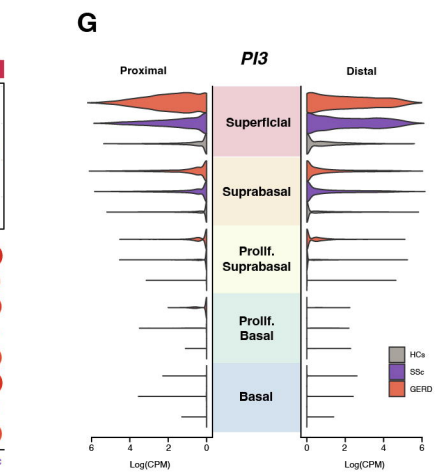 G
PI3
Proximal
Distal
Superficial
Suprabasal
Prolif.
Suprabasal
Prolif.
Basal
Basal
HCs
SSc
GERD
6 4 2 0
0 2 4 6
Log(CPM)
Log(CPM)